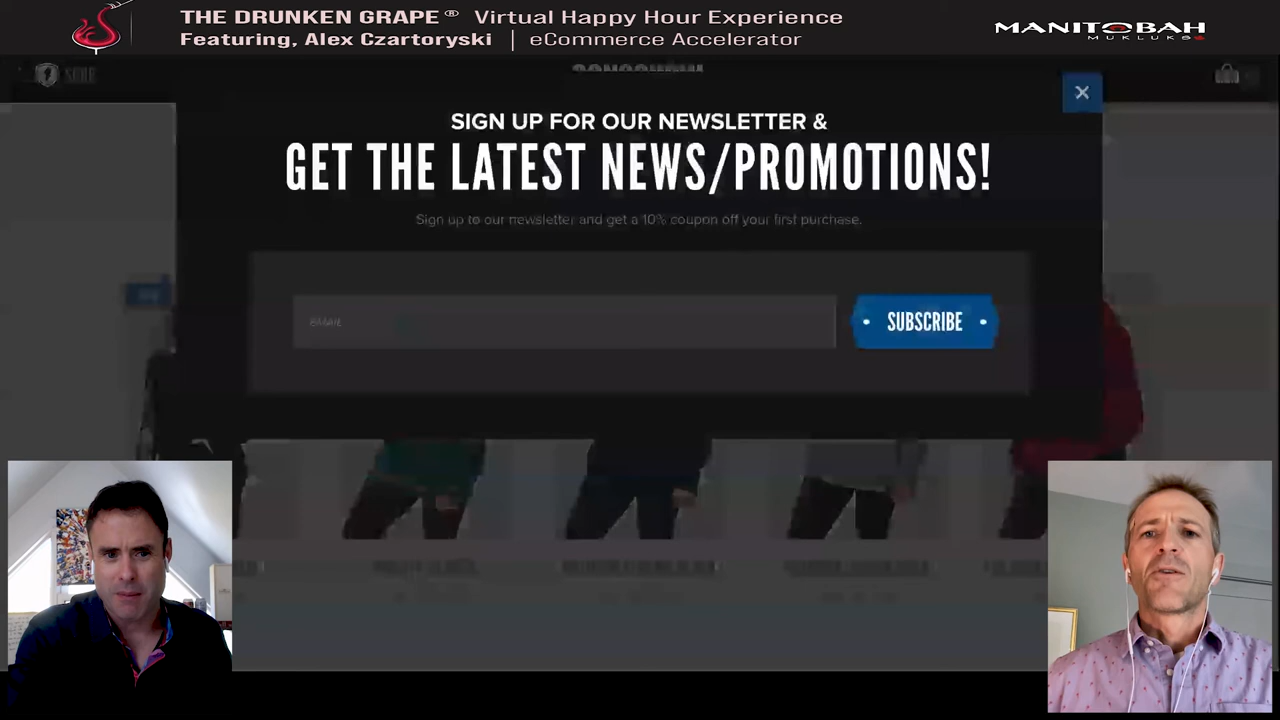 THE DRUNKEN GRAPE® Virtual Happy Hour Experience
Featuring, Alex Czartoryski | eCommerce Accelerator
MANITOBAH
MUKLUKS
SIGN UP FOR OUR NEWSLETTER &
GET THE LATEST NEWS/PROMOTIONS!
Sign up to our newsletter and get a 10% coupon off your first purchase.
SUBSCRIBE